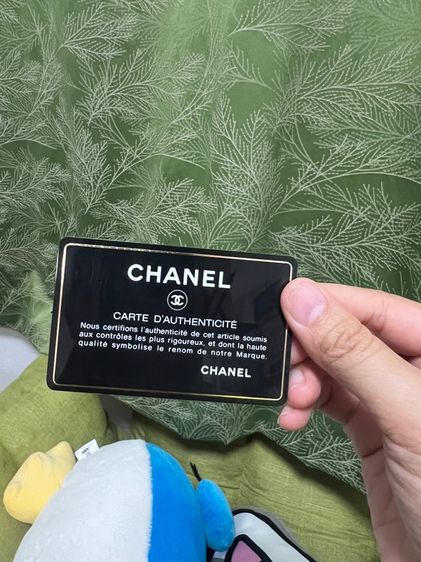 CHANEL
CARTE D'AUTHENTICITÉ
Nous certifions l'authenticité de cet article soumis
aux contrôles les plus rigoureux, et dont la haute
qualité symbolise le renom de notre Marque.
CHANEL